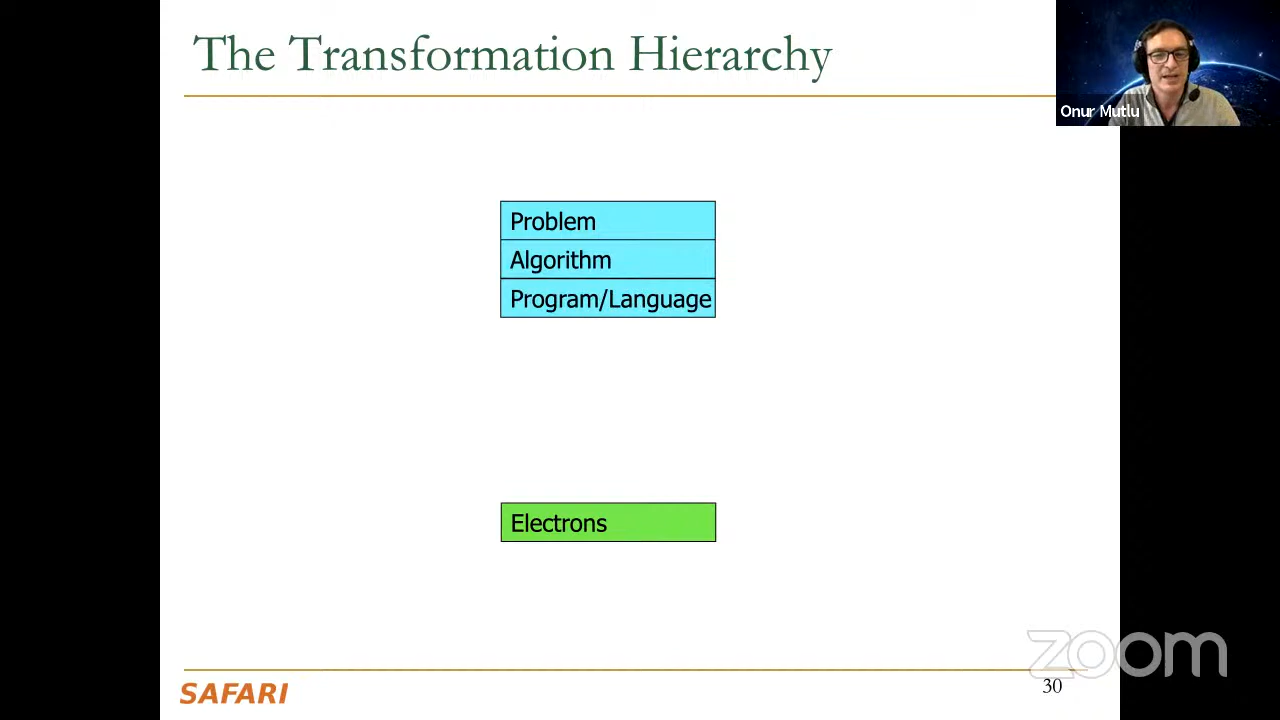 The Transformation Hierarchy
Onur Mutlu
Problem
Algorithm
Program/Language
Electrons
zoom
SAFARI
30